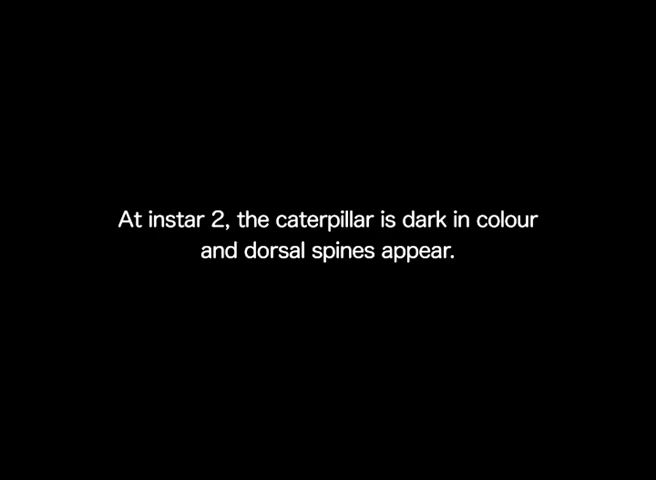 At instar 2, the caterpillar is dark in colour
and dorsal spines appear.